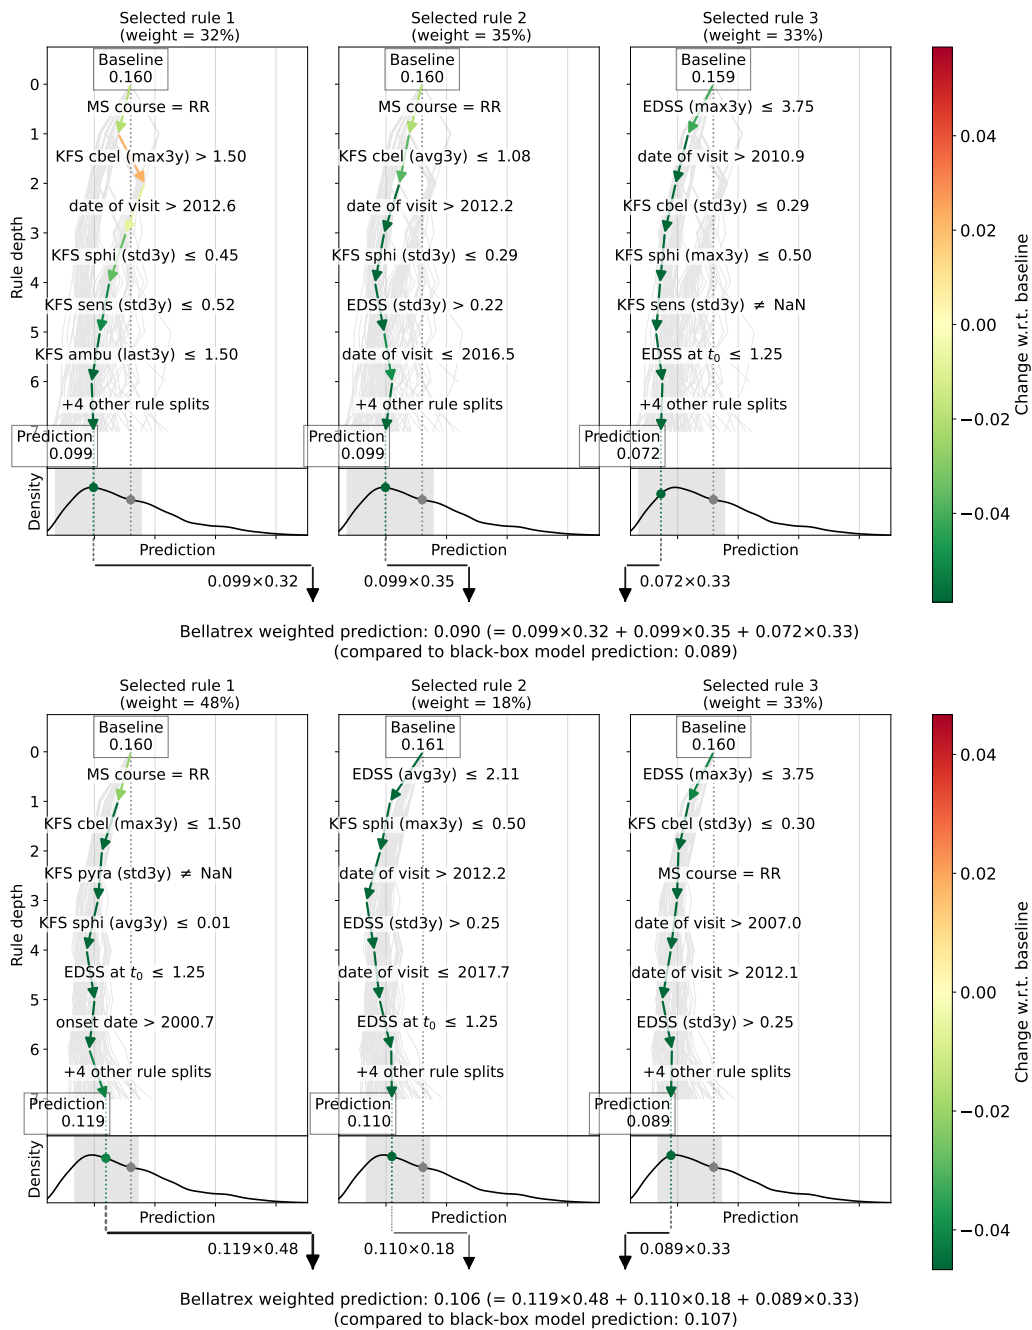 Selected rule 1
(weight = 32%)
Selected rule 2
(weight = 35%)
Selected rule 3
(weight = 33%)
Baseline
0.160
Baseline
0.160
Baseline
0.159
Rule depth
0
1
2
3
4
5
6
MS course = RR
KFS cbel (max3y) > 1.50
date of visit > 2012.6
KFS sphi (std3y) ≤ 0.45
KFS sens (std3y) ≤ 0.52
KFS ambu (last3y) ≤ 1.50
+4 other rule splits
Prediction
0.099
MS course = RR
KFS cbel (avg3y) ≤ 1.08
date of visit > 2012.2
KFS sphi (std3y) ≤ 0.29
EDSS (std3y) > 0.22
date of visit ≤ 2016.5
+4 other rule splits
Prediction
0.099
EDSS (max3y) ≤ 3.75
date of visit > 2010.9
KFS cbel (std3y) ≤ 0.29
KFS sphi (max3y) ≤ 0.50
KFS sens (std3y) ≠ NaN
EDSS at t₀ ≤ 1.25
+4 other rule splits
Prediction
0.072
Density
Prediction
Prediction
Prediction
0.099×0.32
0.099×0.35
0.072×0.33
0.04
0.02
0.00
−0.02
−0.04
Change w.r.t. baseline
Bellatrex weighted prediction: 0.090 (= 0.099×0.32 + 0.099×0.35 + 0.072×0.33)
(compared to black-box model prediction: 0.089)
Selected rule 1
(weight = 48%)
Selected rule 2
(weight = 18%)
Selected rule 3
(weight = 33%)
Baseline
0.160
Baseline
0.161
Baseline
0.160
Rule depth
0
1
2
3
4
5
6
MS course = RR
KFS cbel (max3y) ≤ 1.50
KFS pyra (std3y) ≠ NaN
KFS sphi (avg3y) ≤ 0.01
EDSS at t₀ ≤ 1.25
onset date > 2000.7
+4 other rule splits
Prediction
0.119
EDSS (avg3y) ≤ 2.11
KFS sphi (max3y) ≤ 0.50
date of visit > 2012.2
EDSS (std3y) > 0.25
date of visit ≤ 2017.7
EDSS at t₀ ≤ 1.25
+4 other rule splits
Prediction
0.110
EDSS (max3y) ≤ 3.75
KFS cbel (std3y) ≤ 0.30
MS course = RR
date of visit > 2007.0
date of visit > 2012.1
EDSS (std3y) > 0.25
+4 other rule splits
Prediction
0.089
Density
Prediction
Prediction
Prediction
0.119×0.48
0.110×0.18
0.089×0.33
0.04
0.02
0.00
−0.02
−0.04
Change w.r.t. baseline
Bellatrex weighted prediction: 0.106 (= 0.119×0.48 + 0.110×0.18 + 0.089×0.33)
(compared to black-box model prediction: 0.107)